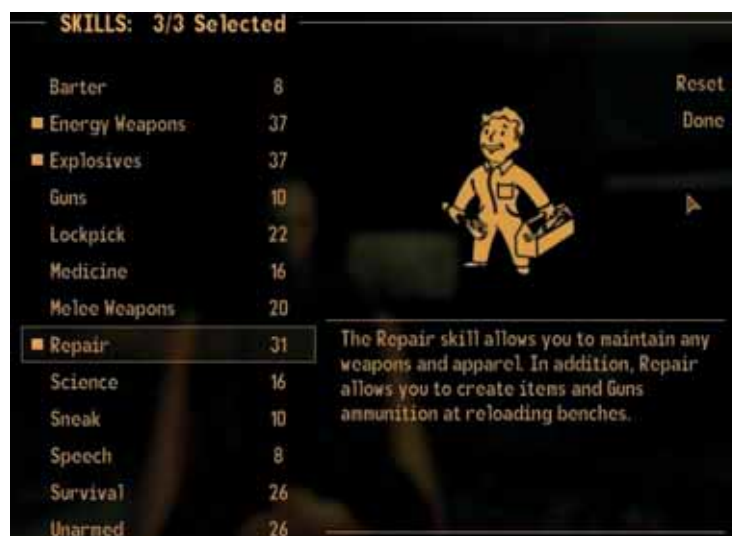 SKILLS: 3/3 Selected
Barter 8
Energy Weapons 37
Explosives 37
Guns 10
Lockpick 22
Medicine 16
Melee Weapons 20
Repair 31
Science 16
Sneak 10
Speech 8
Survival 26
Unarmed 26
Reset
Done
The Repair skill allows you to maintain any
weapons and apparel. In addition, Repair
allows you to create items and Guns
ammunition at reloading benches.